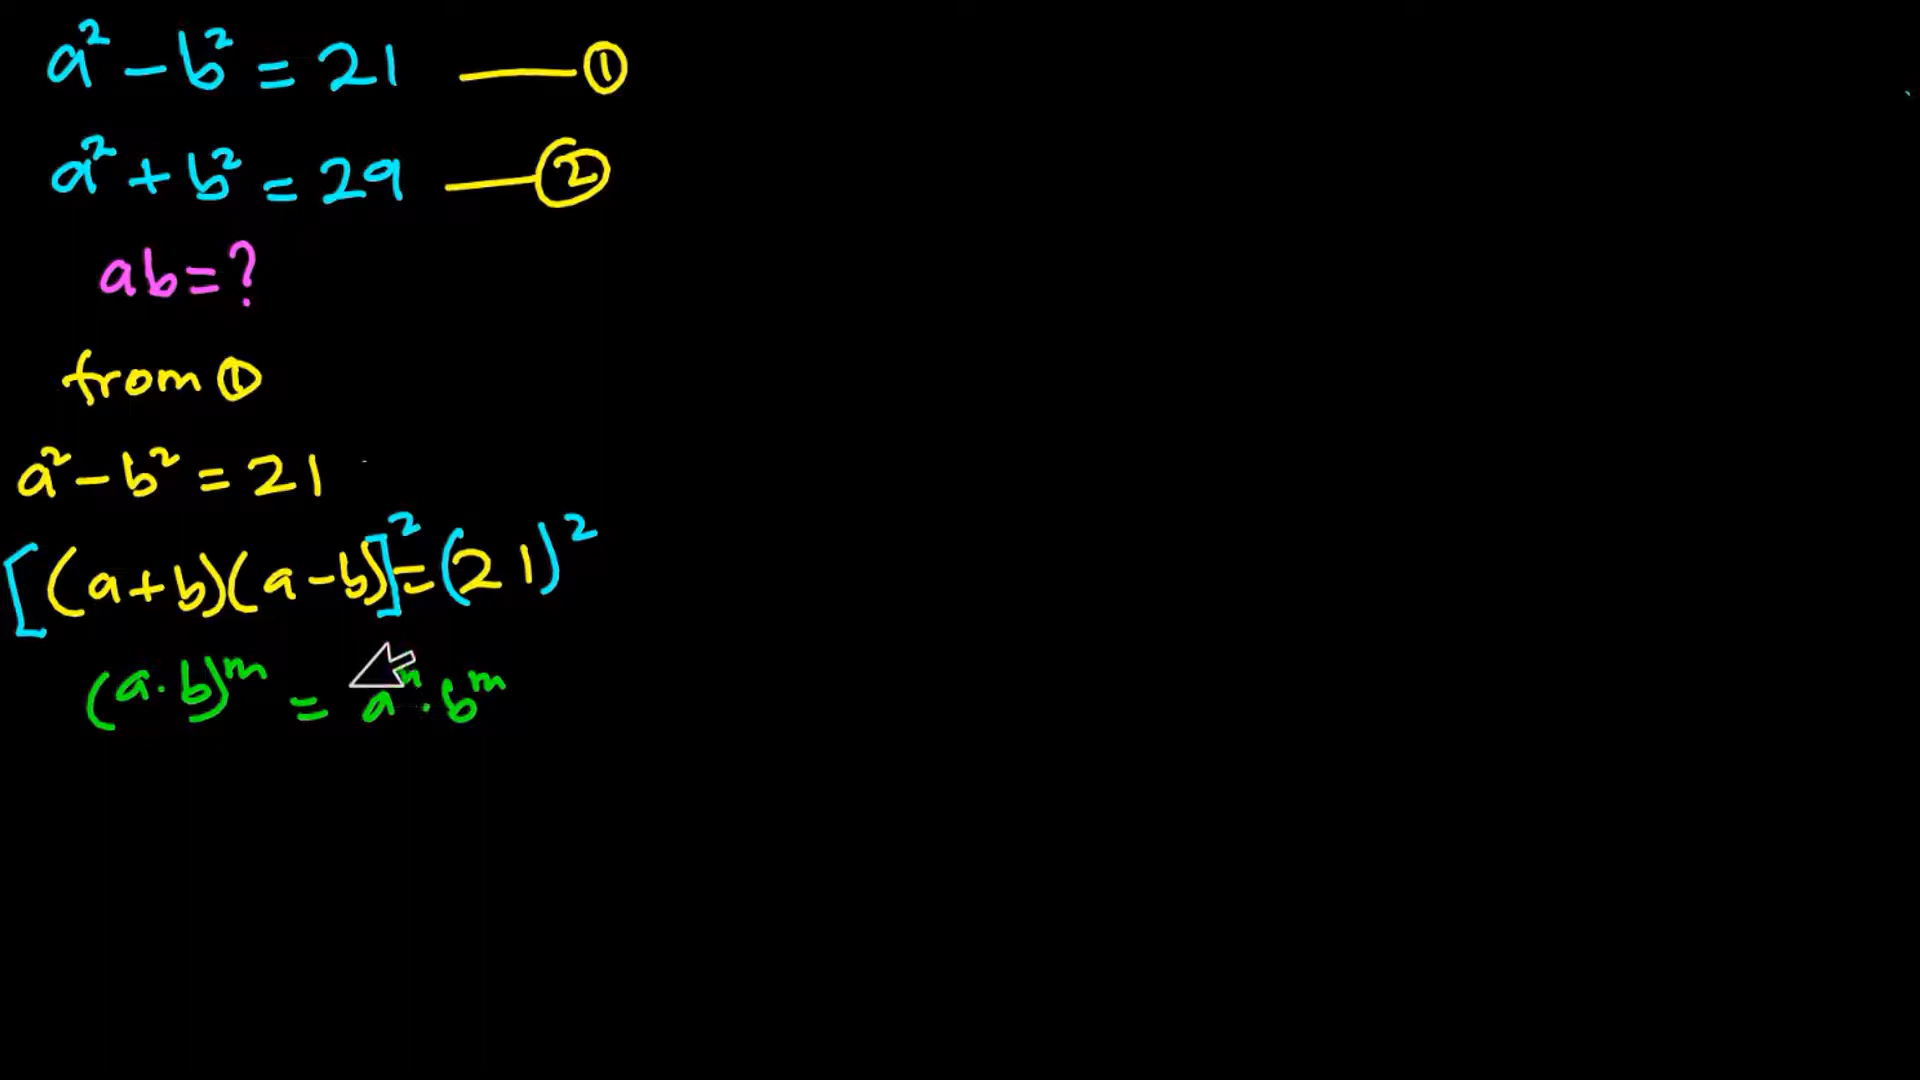 a² - b² = 21 —— ①
a² + b² = 29 —— ②
ab = ?
from ①
a² - b² = 21
[(a+b)(a-b)]² = (21)²
(a·b)ᵐ = aᵐ·bᵐ